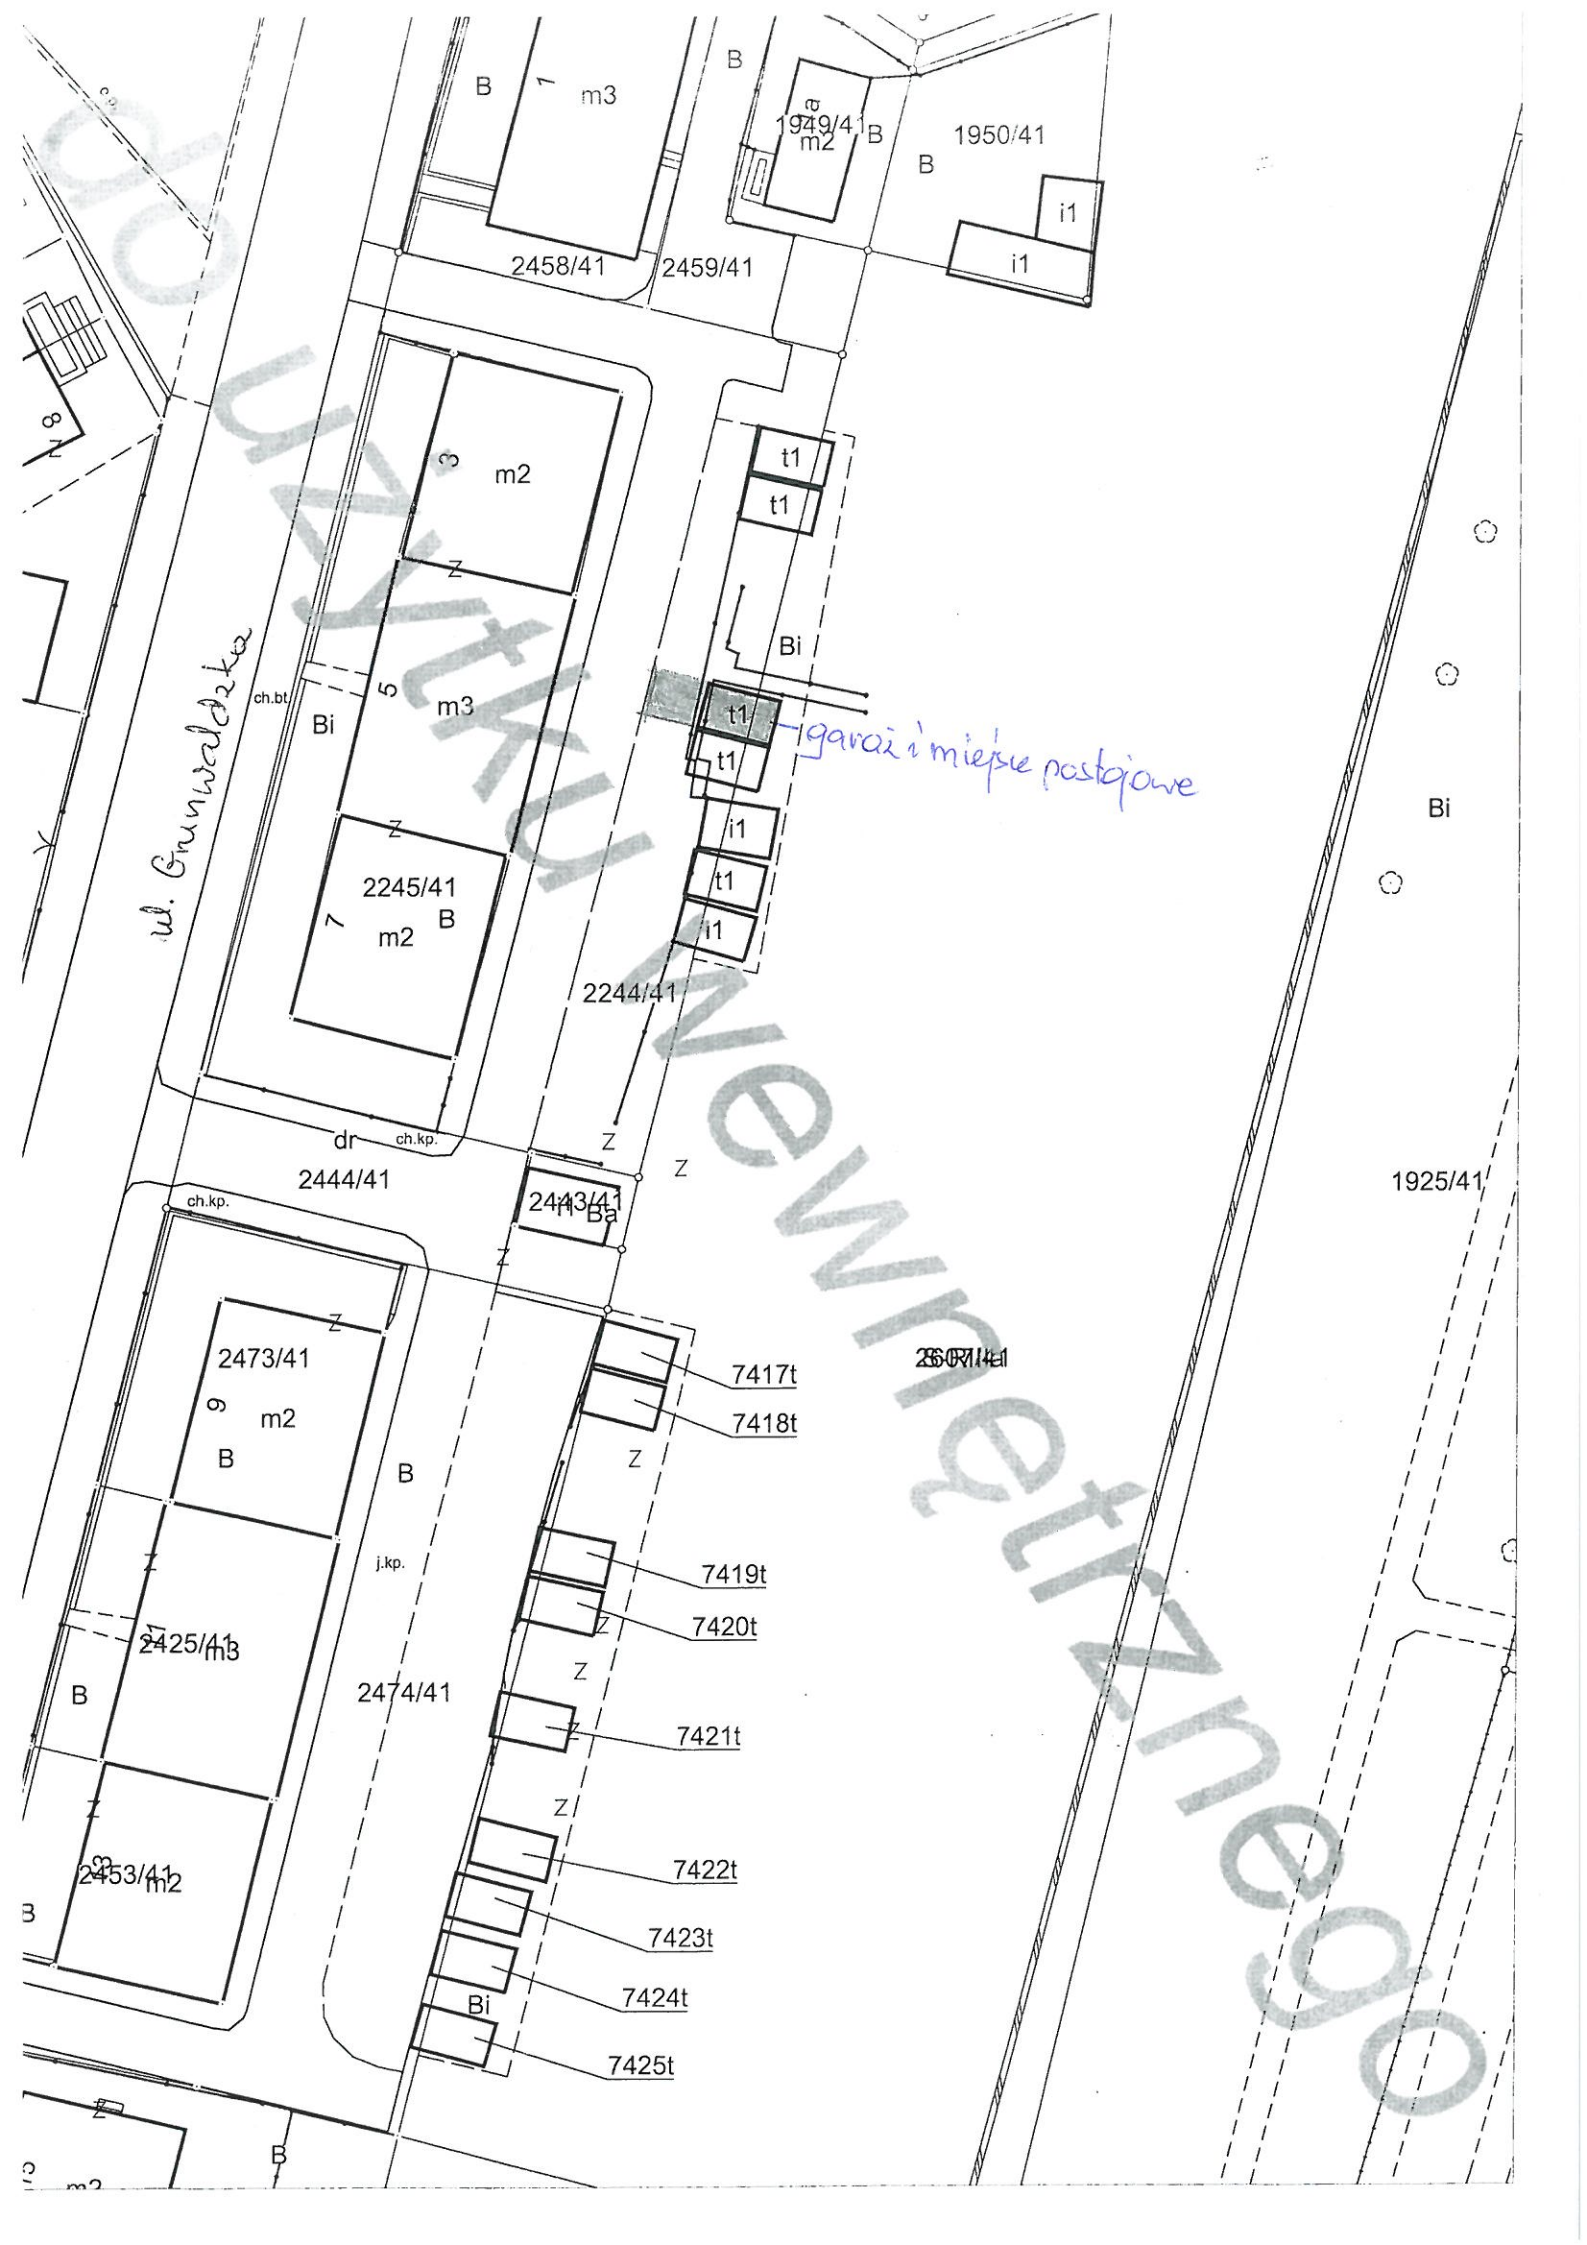 do użytku wewnętrznego
B
1
m3
B
1949/41
m2
B
1950/41
B
i1
i1
2458/41
2459/41
8
Z
3
m2
t1
t1
Z
Bi
ul. Grunwaldzka
ch.bt.
Bi
5
m3
t1
garaż i miejsce postojowe
t1
Bi
Z
i1
2245/41
t1
7
B
m2
i1
2244/41
dr
ch.kp.
Z
Z
2444/41
1925/41
ch.kp.
2443/41
Ba
Z
Z
2473/41
7417t
9
m2
7418t
B
B
Z
Z
j.kp.
7419t
7420t
Z
2425/41
m3
Z
B
2474/41
Z
7421t
Z
Z
7422t
2453/41
m2
B
7423t
7424t
Bi
7425t
Z
B